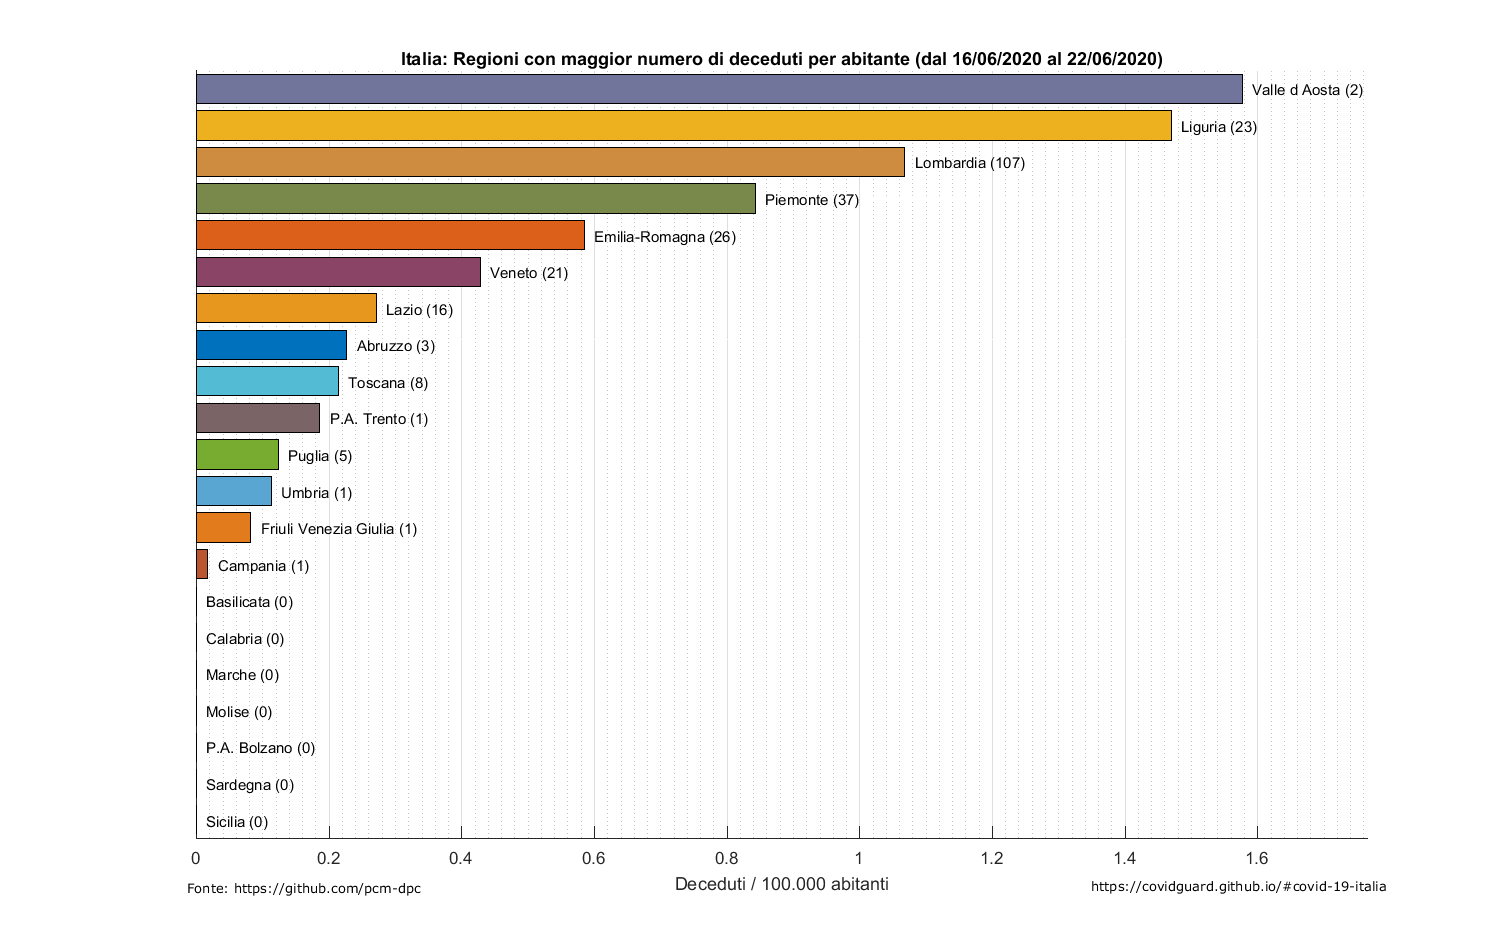 Italia: Regioni con maggior numero di deceduti per abitante (dal 16/06/2020 al 22/06/2020)
Valle d Aosta (2)
Liguria (23)
Lombardia (107)
Piemonte (37)
Emilia-Romagna (26)
Veneto (21)
Lazio (16)
Abruzzo (3)
Toscana (8)
P.A. Trento (1)
Puglia (5)
Umbria (1)
Friuli Venezia Giulia (1)
Campania (1)
Basilicata (0)
Calabria (0)
Marche (0)
Molise (0)
P.A. Bolzano (0)
Sardegna (0)
Sicilia (0)
0 0.2 0.4 0.6 0.8 1 1.2 1.4 1.6
Deceduti / 100.000 abitanti
Fonte: https://github.com/pcm-dpc
https://covidguard.github.io/#covid-19-italia